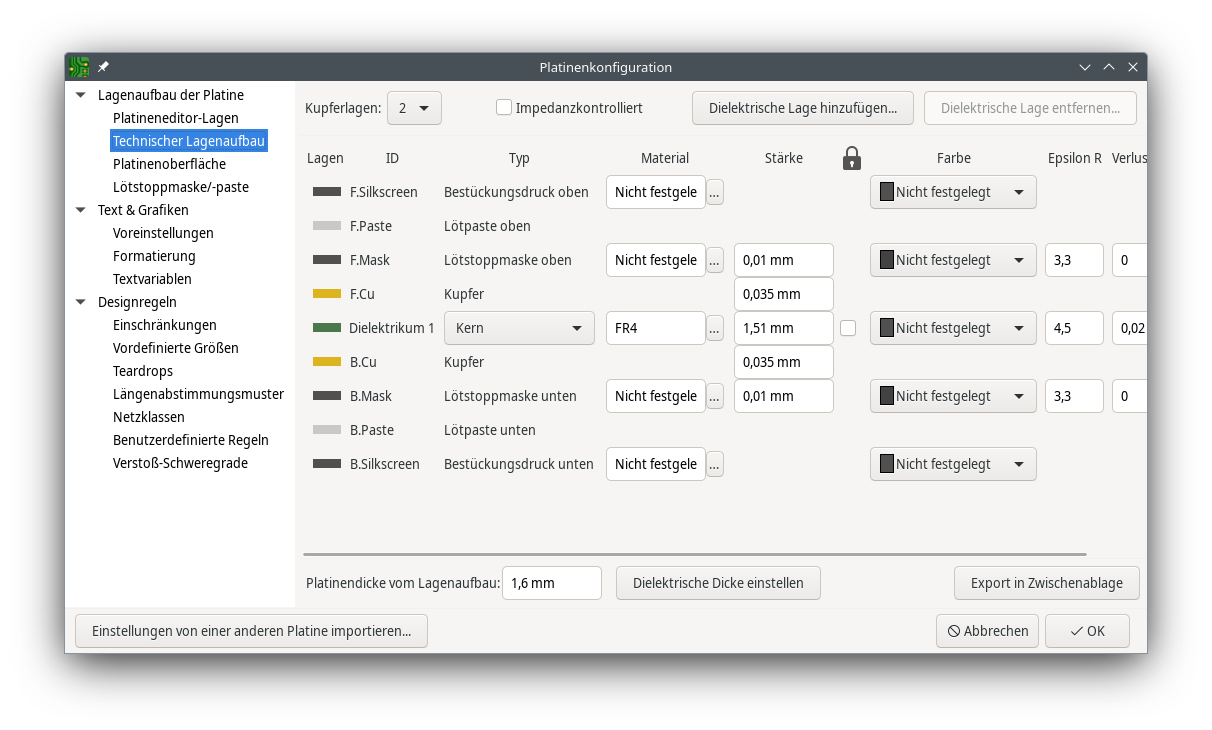 Platinenkonfiguration
Lagenaufbau der Platine
Platineneditor-Lagen
Technischer Lagenaufbau
Platinenoberfläche
Lötstoppmaske/-paste
Text & Grafiken
Voreinstellungen
Formatierung
Textvariablen
Designregeln
Einschränkungen
Vordefinierte Größen
Teardrops
Längenabstimmungsmuster
Netzklassen
Benutzerdefinierte Regeln
Verstoß-Schweregrade
Kupferlagen: 2 Impedanzkontrolliert Dielektrische Lage hinzufügen... Dielektrische Lage entfernen...
Lagen ID Typ Material Stärke Farbe Epsilon R Verlus
F.Silkscreen Bestückungsdruck oben Nicht festgele ... Nicht festgelegt
F.Paste Lötpaste oben
F.Mask Lötstoppmaske oben Nicht festgele ... 0,01 mm Nicht festgelegt 3,3 0
F.Cu Kupfer 0,035 mm
Dielektrikum 1 Kern FR4 ... 1,51 mm Nicht festgelegt 4,5 0,02
B.Cu Kupfer 0,035 mm
B.Mask Lötstoppmaske unten Nicht festgele ... 0,01 mm Nicht festgelegt 3,3 0
B.Paste Lötpaste unten
B.Silkscreen Bestückungsdruck unten Nicht festgele ... Nicht festgelegt
Platinendicke vom Lagenaufbau: 1,6 mm Dielektrische Dicke einstellen Export in Zwischenablage
Einstellungen von einer anderen Platine importieren... Abbrechen OK